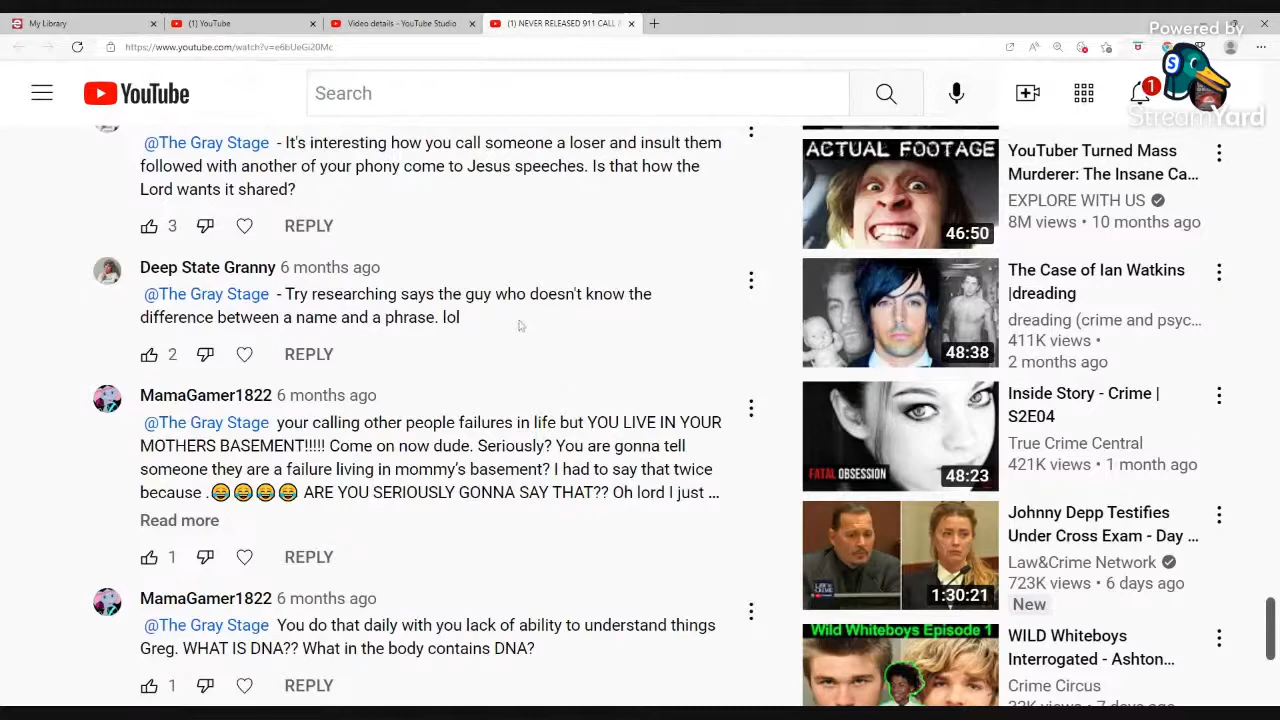 My Library
(1) YouTube
Video details - YouTube Studio
(1) NEVER RELEASED 911 CALL
https://www.youtube.com/watch?v=e6bUeGi20Mc
Powered by
StreamYard
YouTube
Search
1
@The Gray Stage - It's interesting how you call someone a loser and insult them
followed with another of your phony come to Jesus speeches. Is that how the
Lord wants it shared?
3 REPLY
Deep State Granny 6 months ago
@The Gray Stage - Try researching says the guy who doesn't know the
difference between a name and a phrase. lol
2 REPLY
MamaGamer1822 6 months ago
@The Gray Stage your calling other people failures in life but YOU LIVE IN YOUR
MOTHERS BASEMENT!!!!! Come on now dude. Seriously? You are gonna tell
someone they are a failure living in mommy's basement? I had to say that twice
because .😂😂😂😂 ARE YOU SERIOUSLY GONNA SAY THAT?? Oh lord I just ...
Read more
1 REPLY
MamaGamer1822 6 months ago
@The Gray Stage You do that daily with you lack of ability to understand things
Greg. WHAT IS DNA?? What in the body contains DNA?
1 REPLY
ACTUAL FOOTAGE
46:50
YouTuber Turned Mass
Murderer: The Insane Ca...
EXPLORE WITH US
8M views • 10 months ago
48:38
The Case of Ian Watkins
|dreading
dreading (crime and psyc...
411K views •
2 months ago
FATAL OBSESSION
48:23
Inside Story - Crime |
S2E04
True Crime Central
421K views • 1 month ago
1:30:21
Johnny Depp Testifies
Under Cross Exam - Day ...
Law&Crime Network
723K views • 6 days ago
New
Wild Whiteboys Episode 1
WILD Whiteboys
Interrogated - Ashton...
Crime Circus